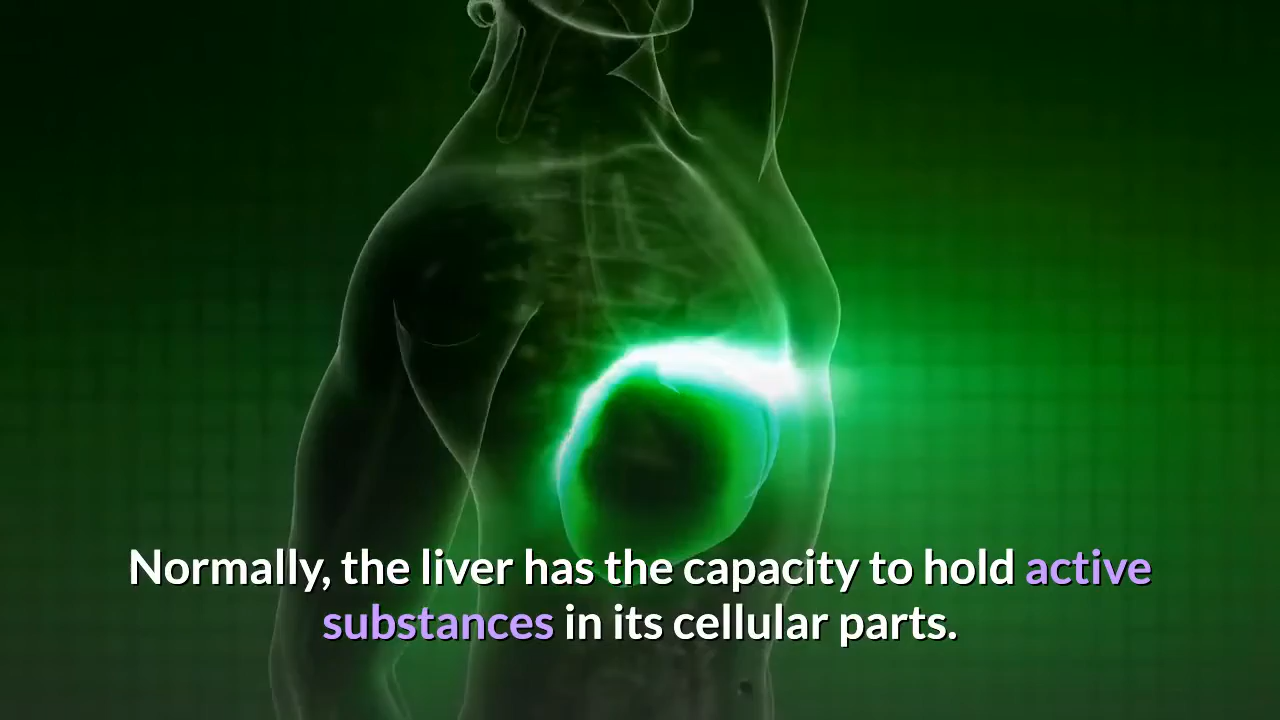 Normally, the liver has the capacity to hold active
substances in its cellular parts.